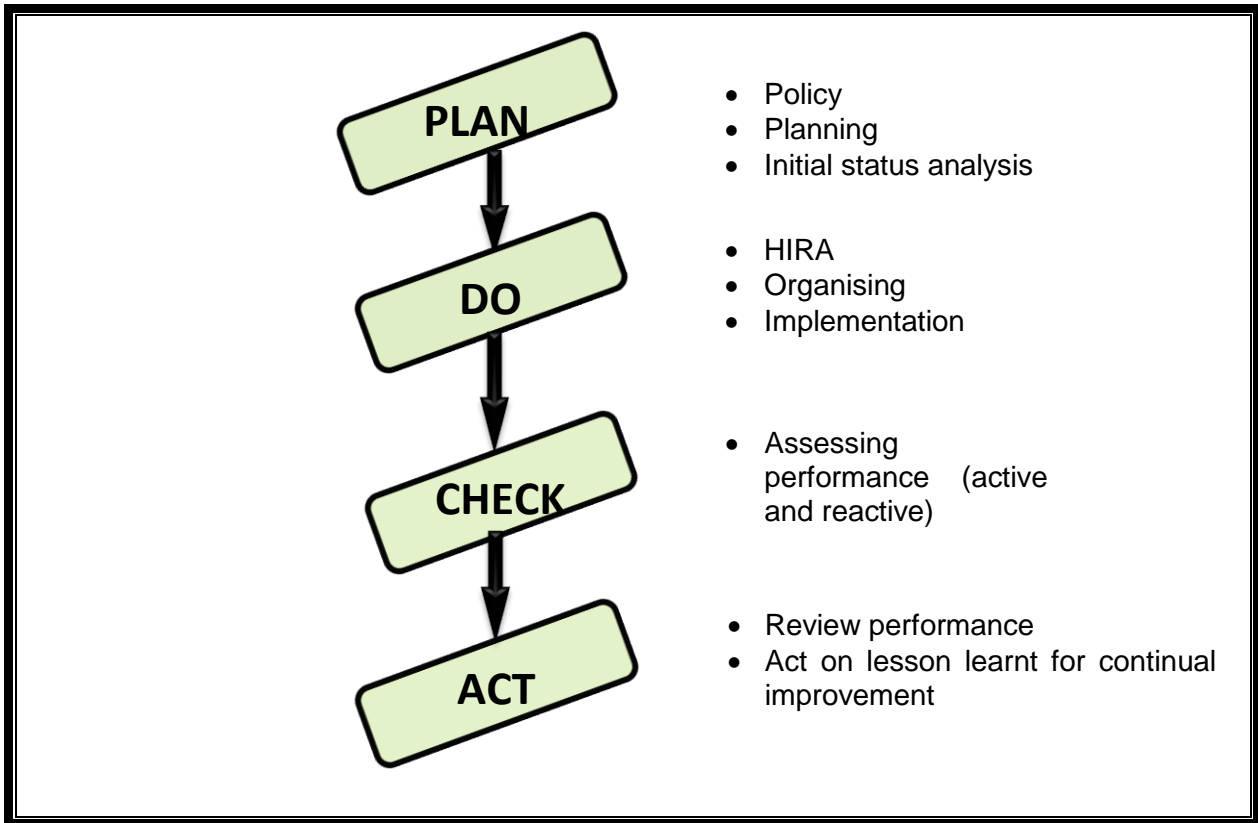 PLAN
• Policy
• Planning
• Initial status analysis
DO
• HIRA
• Organising
• Implementation
CHECK
• Assessing
performance (active
and reactive)
ACT
• Review performance
• Act on lesson learnt for continual
improvement